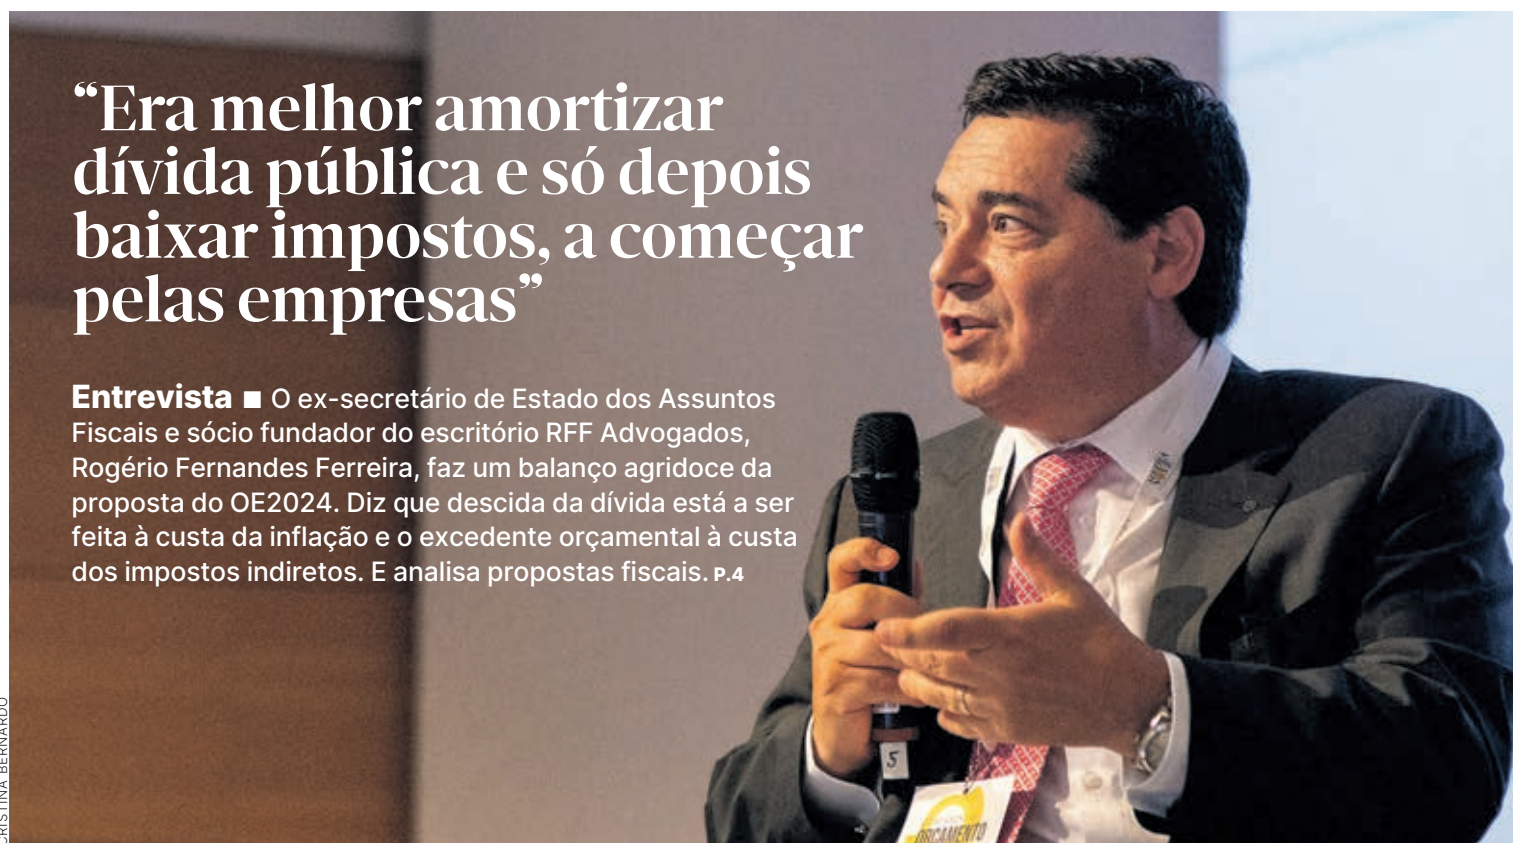 “Era melhor amortizar
dívida pública e só depois
baixar impostos, a começar
pelas empresas”
Entrevista ■ O ex-secretário de Estado dos Assuntos
Fiscais e sócio fundador do escritório RFF Advogados,
Rogério Fernandes Ferreira, faz um balanço agridoce da
proposta do OE2024. Diz que descida da dívida está a ser
feita à custa da inflação e o excedente orçamental à custa
dos impostos indiretos. E analisa propostas fiscais. P.4
CRISTINA BERNARDO
5
ORÇAMENTO